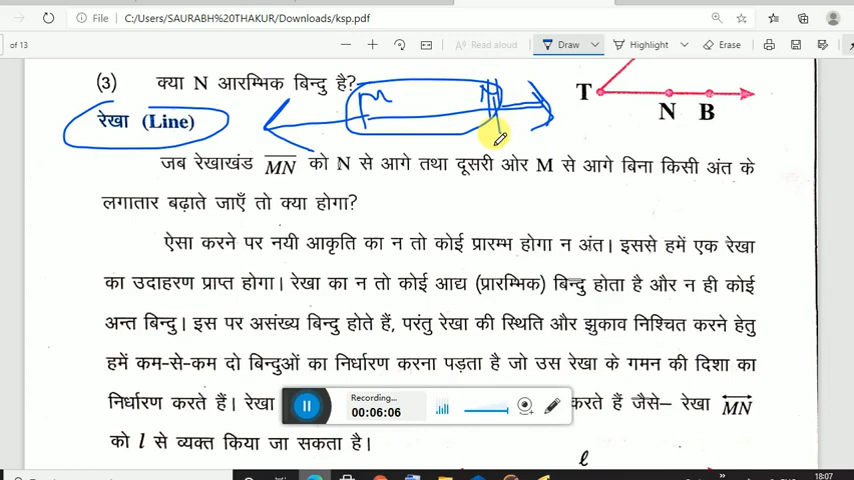 File C:/Users/SAURABH%20THAKUR/Downloads/ksp.pdf
of 13
Read aloud Draw Highlight Erase
(3) क्या N आरम्भिक बिन्दु है?
M N
T N B
रेखा (Line)
जब रेखाखंड MN को N से आगे तथा दूसरी ओर M से आगे बिना किसी अंत के
लगातार बढ़ाते जाएँ तो क्या होगा?
ऐसा करने पर नयी आकृति का न तो कोई प्रारम्भ होगा न अंत। इससे हमें एक रेखा
का उदाहरण प्राप्त होगा। रेखा का न तो कोई आद्य (प्रारम्भिक) बिन्दु होता है और न ही कोई
अन्त बिन्दु। इस पर असंख्य बिन्दु होते हैं, परंतु रेखा की स्थिति और झुकाव निश्चित करने हेतु
हमें कम-से-कम दो बिन्दुओं का निर्धारण करना पड़ता है जो उस रेखा के गमन की दिशा का
निर्धारण करते हैं। रेखा करते हैं जैसे– रेखा MN
Recording...
00:06:06
को l से व्यक्त किया जा सकता है।
ℓ
18:07